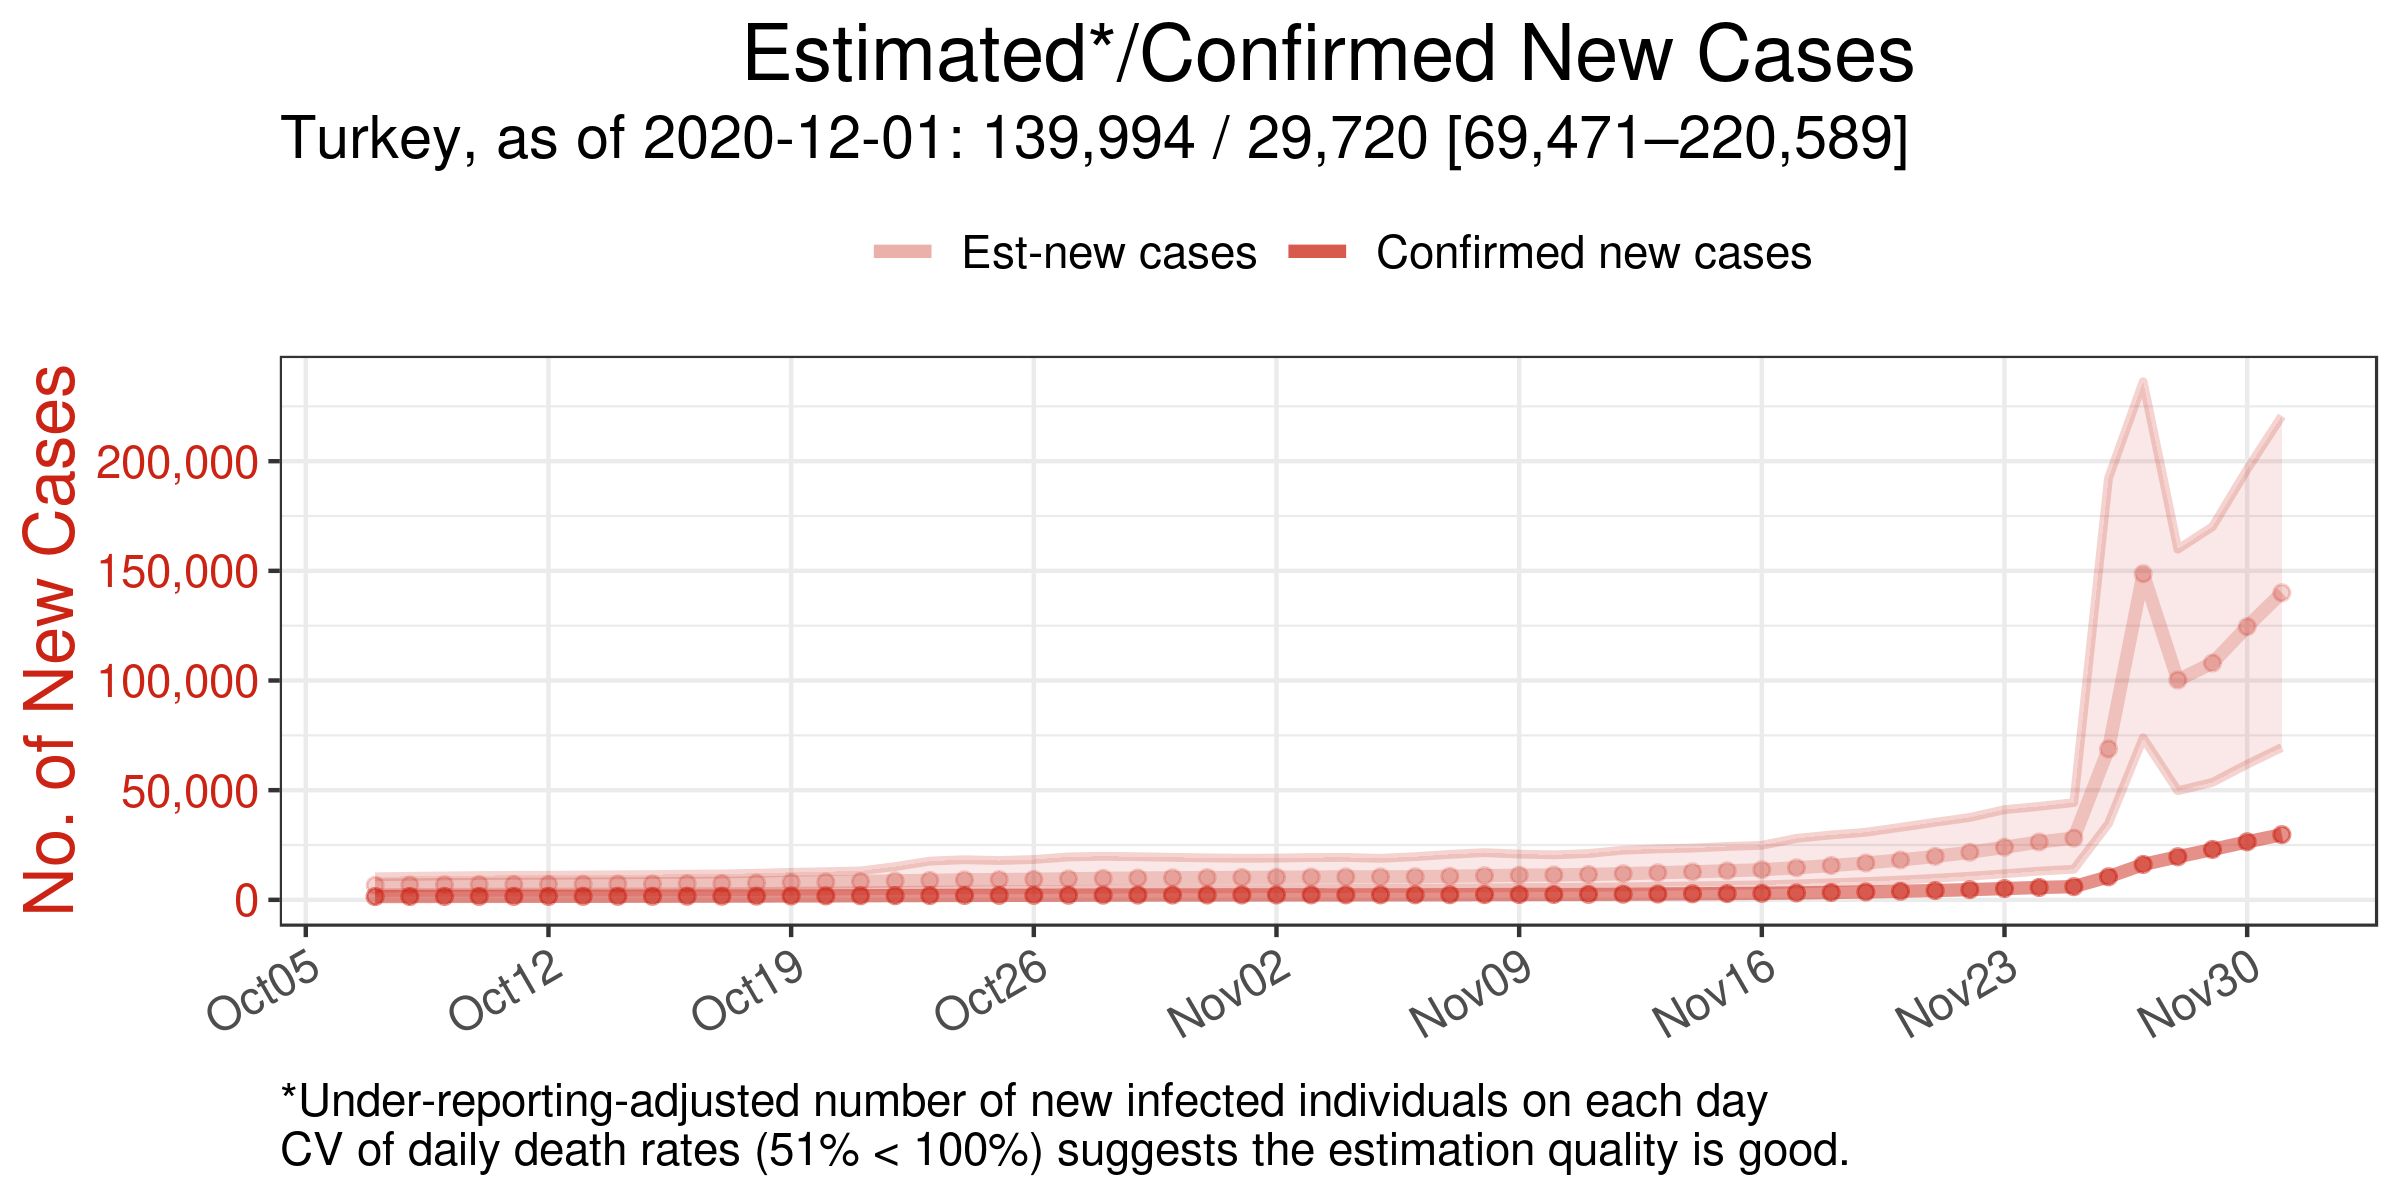 Estimated*/Confirmed New Cases
Turkey, as of 2020-12-01: 139,994 / 29,720 [69,471–220,589]
Est-new cases Confirmed new cases
No. of New Cases
200,000
150,000
100,000
50,000
0
Oct05 Oct12 Oct19 Oct26 Nov02 Nov09 Nov16 Nov23 Nov30
*Under-reporting-adjusted number of new infected individuals on each day
CV of daily death rates (51% < 100%) suggests the estimation quality is good.